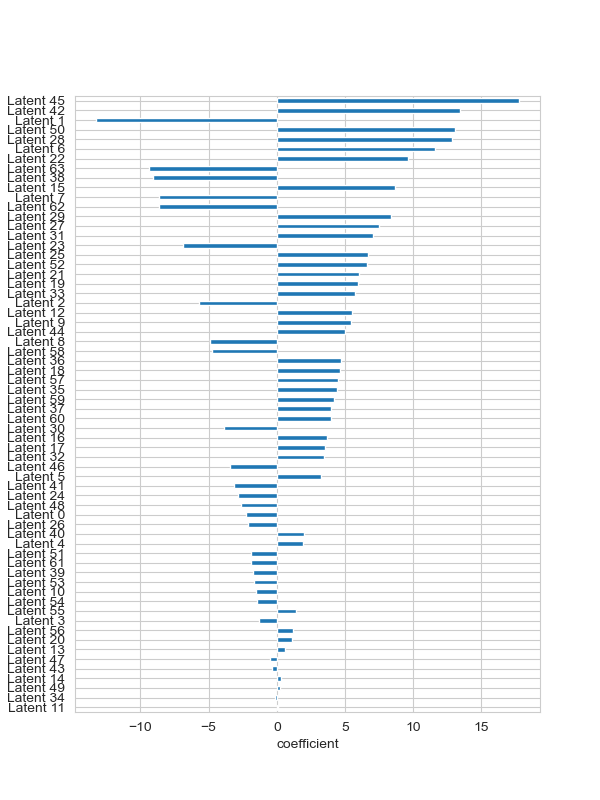 Latent 45
Latent 42
Latent 1
Latent 50
Latent 28
Latent 6
Latent 22
Latent 63
Latent 38
Latent 15
Latent 7
Latent 62
Latent 29
Latent 27
Latent 31
Latent 23
Latent 25
Latent 52
Latent 21
Latent 19
Latent 33
Latent 2
Latent 12
Latent 9
Latent 44
Latent 8
Latent 58
Latent 36
Latent 18
Latent 57
Latent 35
Latent 59
Latent 37
Latent 60
Latent 30
Latent 16
Latent 17
Latent 32
Latent 46
Latent 5
Latent 41
Latent 24
Latent 48
Latent 0
Latent 26
Latent 40
Latent 4
Latent 51
Latent 61
Latent 39
Latent 53
Latent 10
Latent 54
Latent 55
Latent 3
Latent 56
Latent 20
Latent 13
Latent 47
Latent 43
Latent 14
Latent 49
Latent 34
Latent 11
−10 −5 0 5 10 15
coefficient